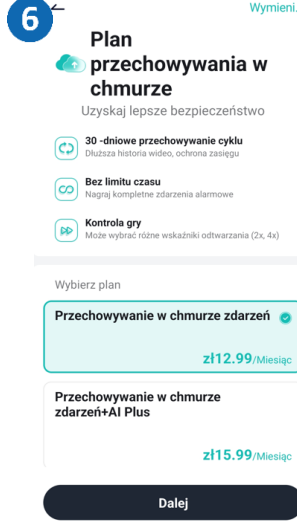 6
Wymieni.
Plan
przechowywania w
chmurze
Uzyskaj lepsze bezpieczeństwo
30 -dniowe przechowywanie cyklu
Dłuższa historia wideo, ochrona zasięgu
Bez limitu czasu
Nagraj kompletne zdarzenia alarmowe
Kontrola gry
Może wybrać różne wskaźniki odtwarzania (2x, 4x)
Wybierz plan
Przechowywanie w chmurze zdarzeń
zł12.99/Miesiąc
Przechowywanie w chmurze
zdarzeń+AI Plus
zł15.99/Miesiąc
Dalej